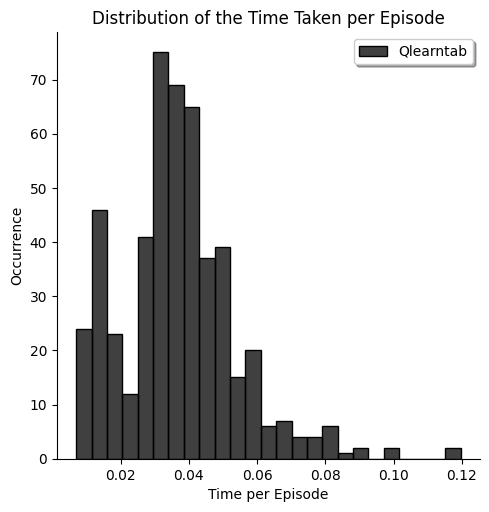 Distribution of the Time Taken per Episode
Qlearntab
70
60
50
40
30
20
10
0
Occurrence
0.02 0.04 0.06 0.08 0.10 0.12
Time per Episode